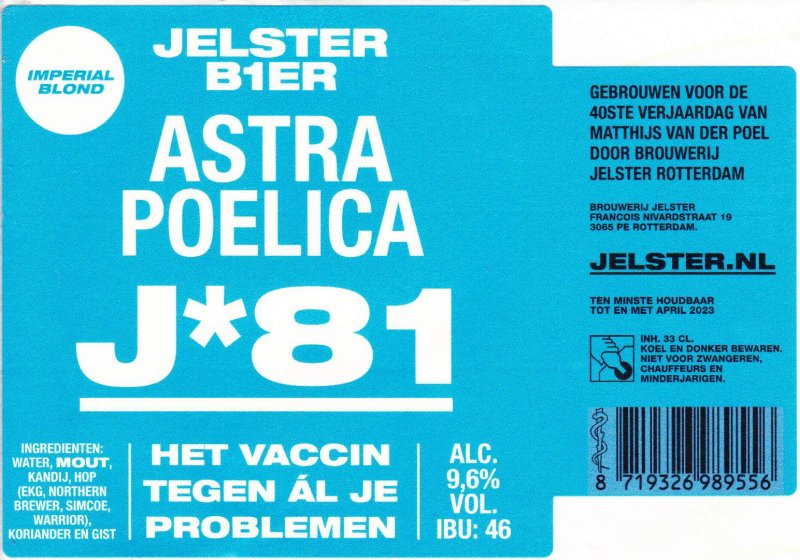 IMPERIAL
BLOND
JELSTER
B1ER
ASTRA
POELICA
J*81
INGREDIENTEN:
WATER, MOUT,
KANDIJ, HOP
(EKG, NORTHERN
BREWER, SIMCOE,
WARRIOR),
KORIANDER EN GIST
HET VACCIN
TEGEN ÁL JE
PROBLEMEN
ALC.
9,6%
VOL.
IBU: 46
GEBROUWEN VOOR DE
40STE VERJAARDAG VAN
MATTHIJS VAN DER POEL
DOOR BROUWERIJ
JELSTER ROTTERDAM
BROUWERIJ JELSTER
FRANCOIS NIVARDSTRAAT 19
3065 PE ROTTERDAM.
JELSTER.NL
TEN MINSTE HOUDBAAR
TOT EN MET APRIL 2023
INH. 33 CL.
KOEL EN DONKER BEWAREN.
NIET VOOR ZWANGEREN,
CHAUFFEURS EN
MINDERJARIGEN.
8 719326 989556